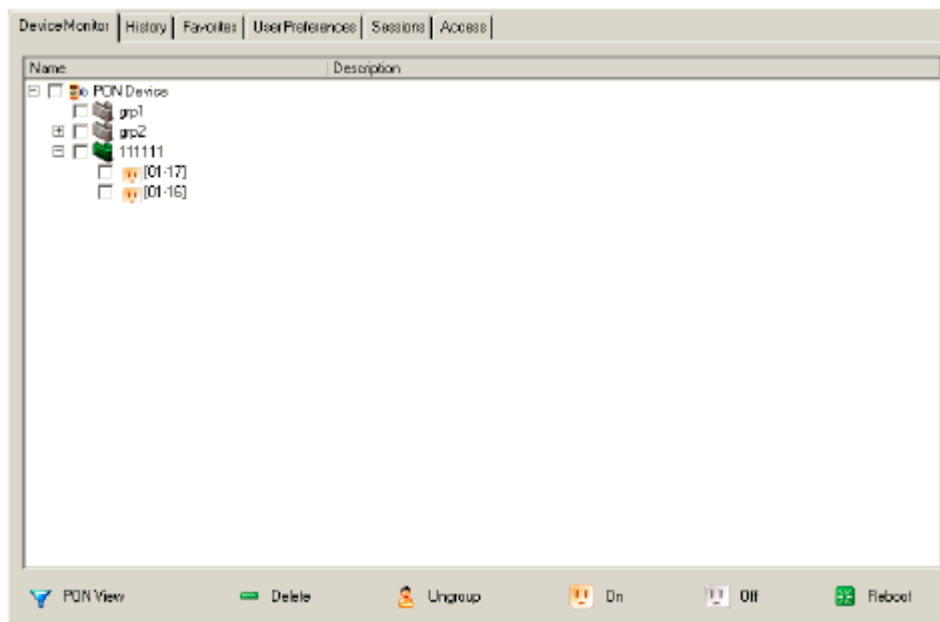 DeviceMonitor History Favorites UserPreferences Sessions Access
Name Description
PON Device
grp1
grp2
111111
[01-17]
[01-16]
PON View Delete Ungroup On Off Reboot